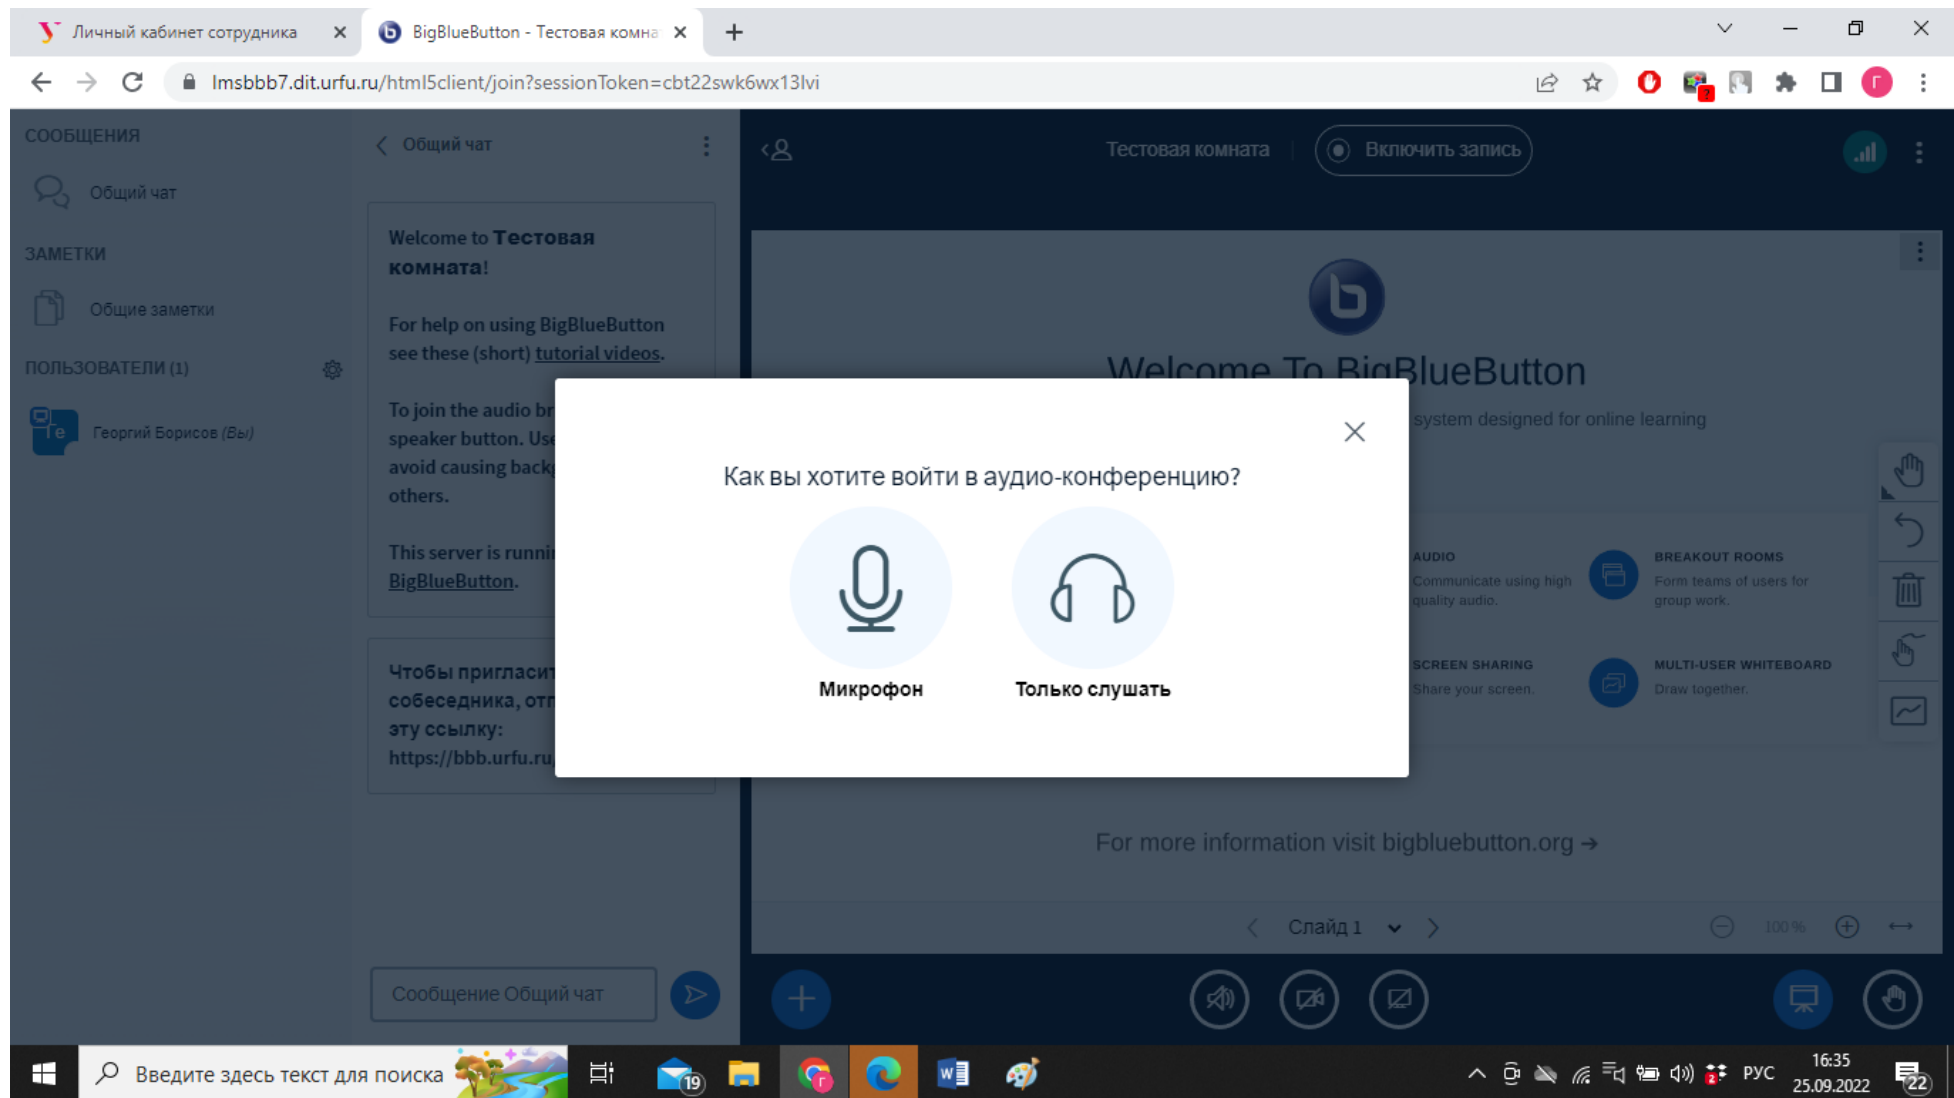 Личный кабинет сотрудника
BigBlueButton - Тестовая комна
lmsbbb7.dit.urfu.ru/html5client/join?sessionToken=cbt22swk6wx13lvi
СООБЩЕНИЯ
Общий чат
ЗАМЕТКИ
Общие заметки
ПОЛЬЗОВАТЕЛИ (1)
Te
Георгий Борисов (Вы)
Общий чат
Welcome to Тестовая
комната!
For help on using BigBlueButton
see these (short) tutorial videos.
To join the audio br
speaker button. Use
avoid causing backg
others.
This server is runni
BigBlueButton.
Чтобы пригласит
собеседника, отп
эту ссылку:
https://bbb.urfu.ru
Сообщение Общий чат
Тестовая комната
Включить запись
Welcome To BigBlueButton
system designed for online learning
Как вы хотите войти в аудио-конференцию?
Микрофон
Только слушать
AUDIO
Communicate using high
quality audio.
BREAKOUT ROOMS
Form teams of users for
group work.
SCREEN SHARING
Share your screen.
MULTI-USER WHITEBOARD
Draw together.
For more information visit bigbluebutton.org →
Слайд 1
100%
Введите здесь текст для поиска
19
Г
W
2
РУС
16:35
25.09.2022
22